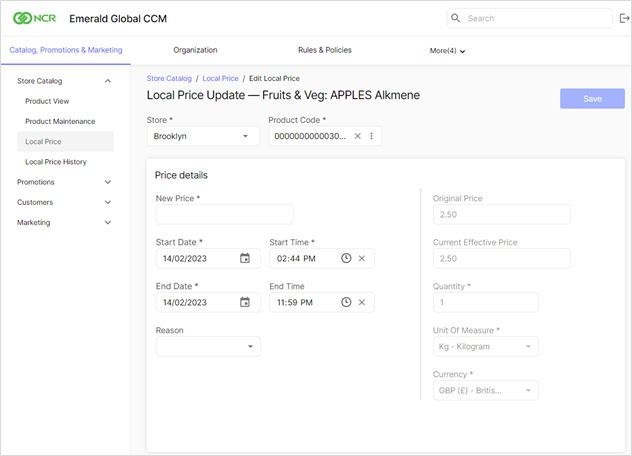 NCR Emerald Global CCM Search
Catalog, Promotions & Marketing Organization Rules & Policies More(4)
Store Catalog
Product View
Product Maintenance
Local Price
Local Price History
Promotions
Customers
Marketing
Store Catalog / Local Price / Edit Local Price
Local Price Update — Fruits & Veg: APPLES Alkmene
Save
Store * Product Code *
Brooklyn 0000000000030...
Price details
New Price *
Start Date * Start Time *
14/02/2023 02:44 PM
End Date * End Time
14/02/2023 11:59 PM
Reason
Original Price
2.50
Current Effective Price
2.50
Quantity *
1
Unit Of Measure *
Kg - Kilogram
Currency *
GBP (£) - Britis...